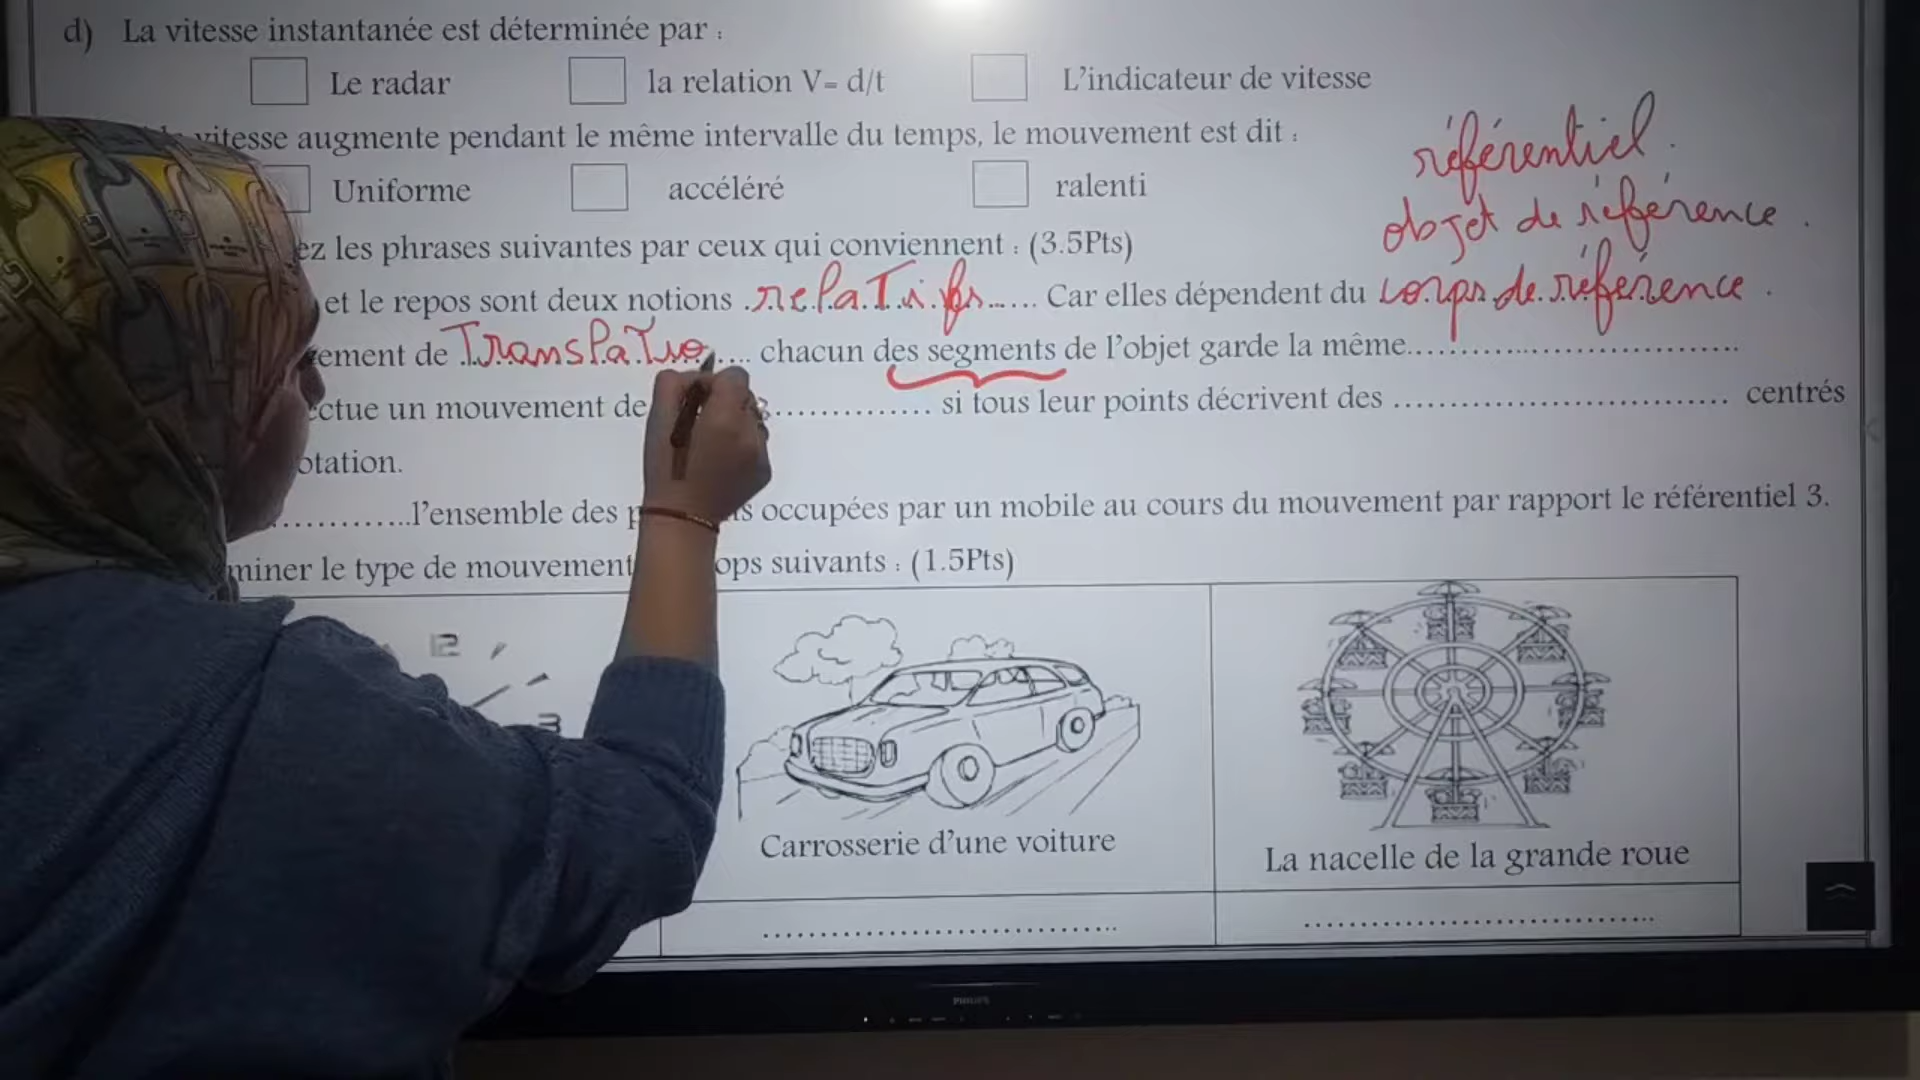 d) La vitesse instantanée est déterminée par :
Le radar la relation V= d/t L'indicateur de vitesse
vitesse augmente pendant le même intervalle du temps, le mouvement est dit :
référentiel.
Uniforme accéléré ralenti
objet de référence.
ez les phrases suivantes par ceux qui conviennent : (3.5Pts)
et le repos sont deux notions relatifs Car elles dépendent du corps de référence.
ement de Translatio chacun des segments de l'objet garde la même
ectue un mouvement de si tous leur points décrivent des centrés
otation.
l'ensemble des occupées par un mobile au cours du mouvement par rapport le référentiel 3.
miner le type de mouvement ops suivants : (1.5Pts)
12
3
Carrosserie d'une voiture
La nacelle de la grande roue
PHILIPS